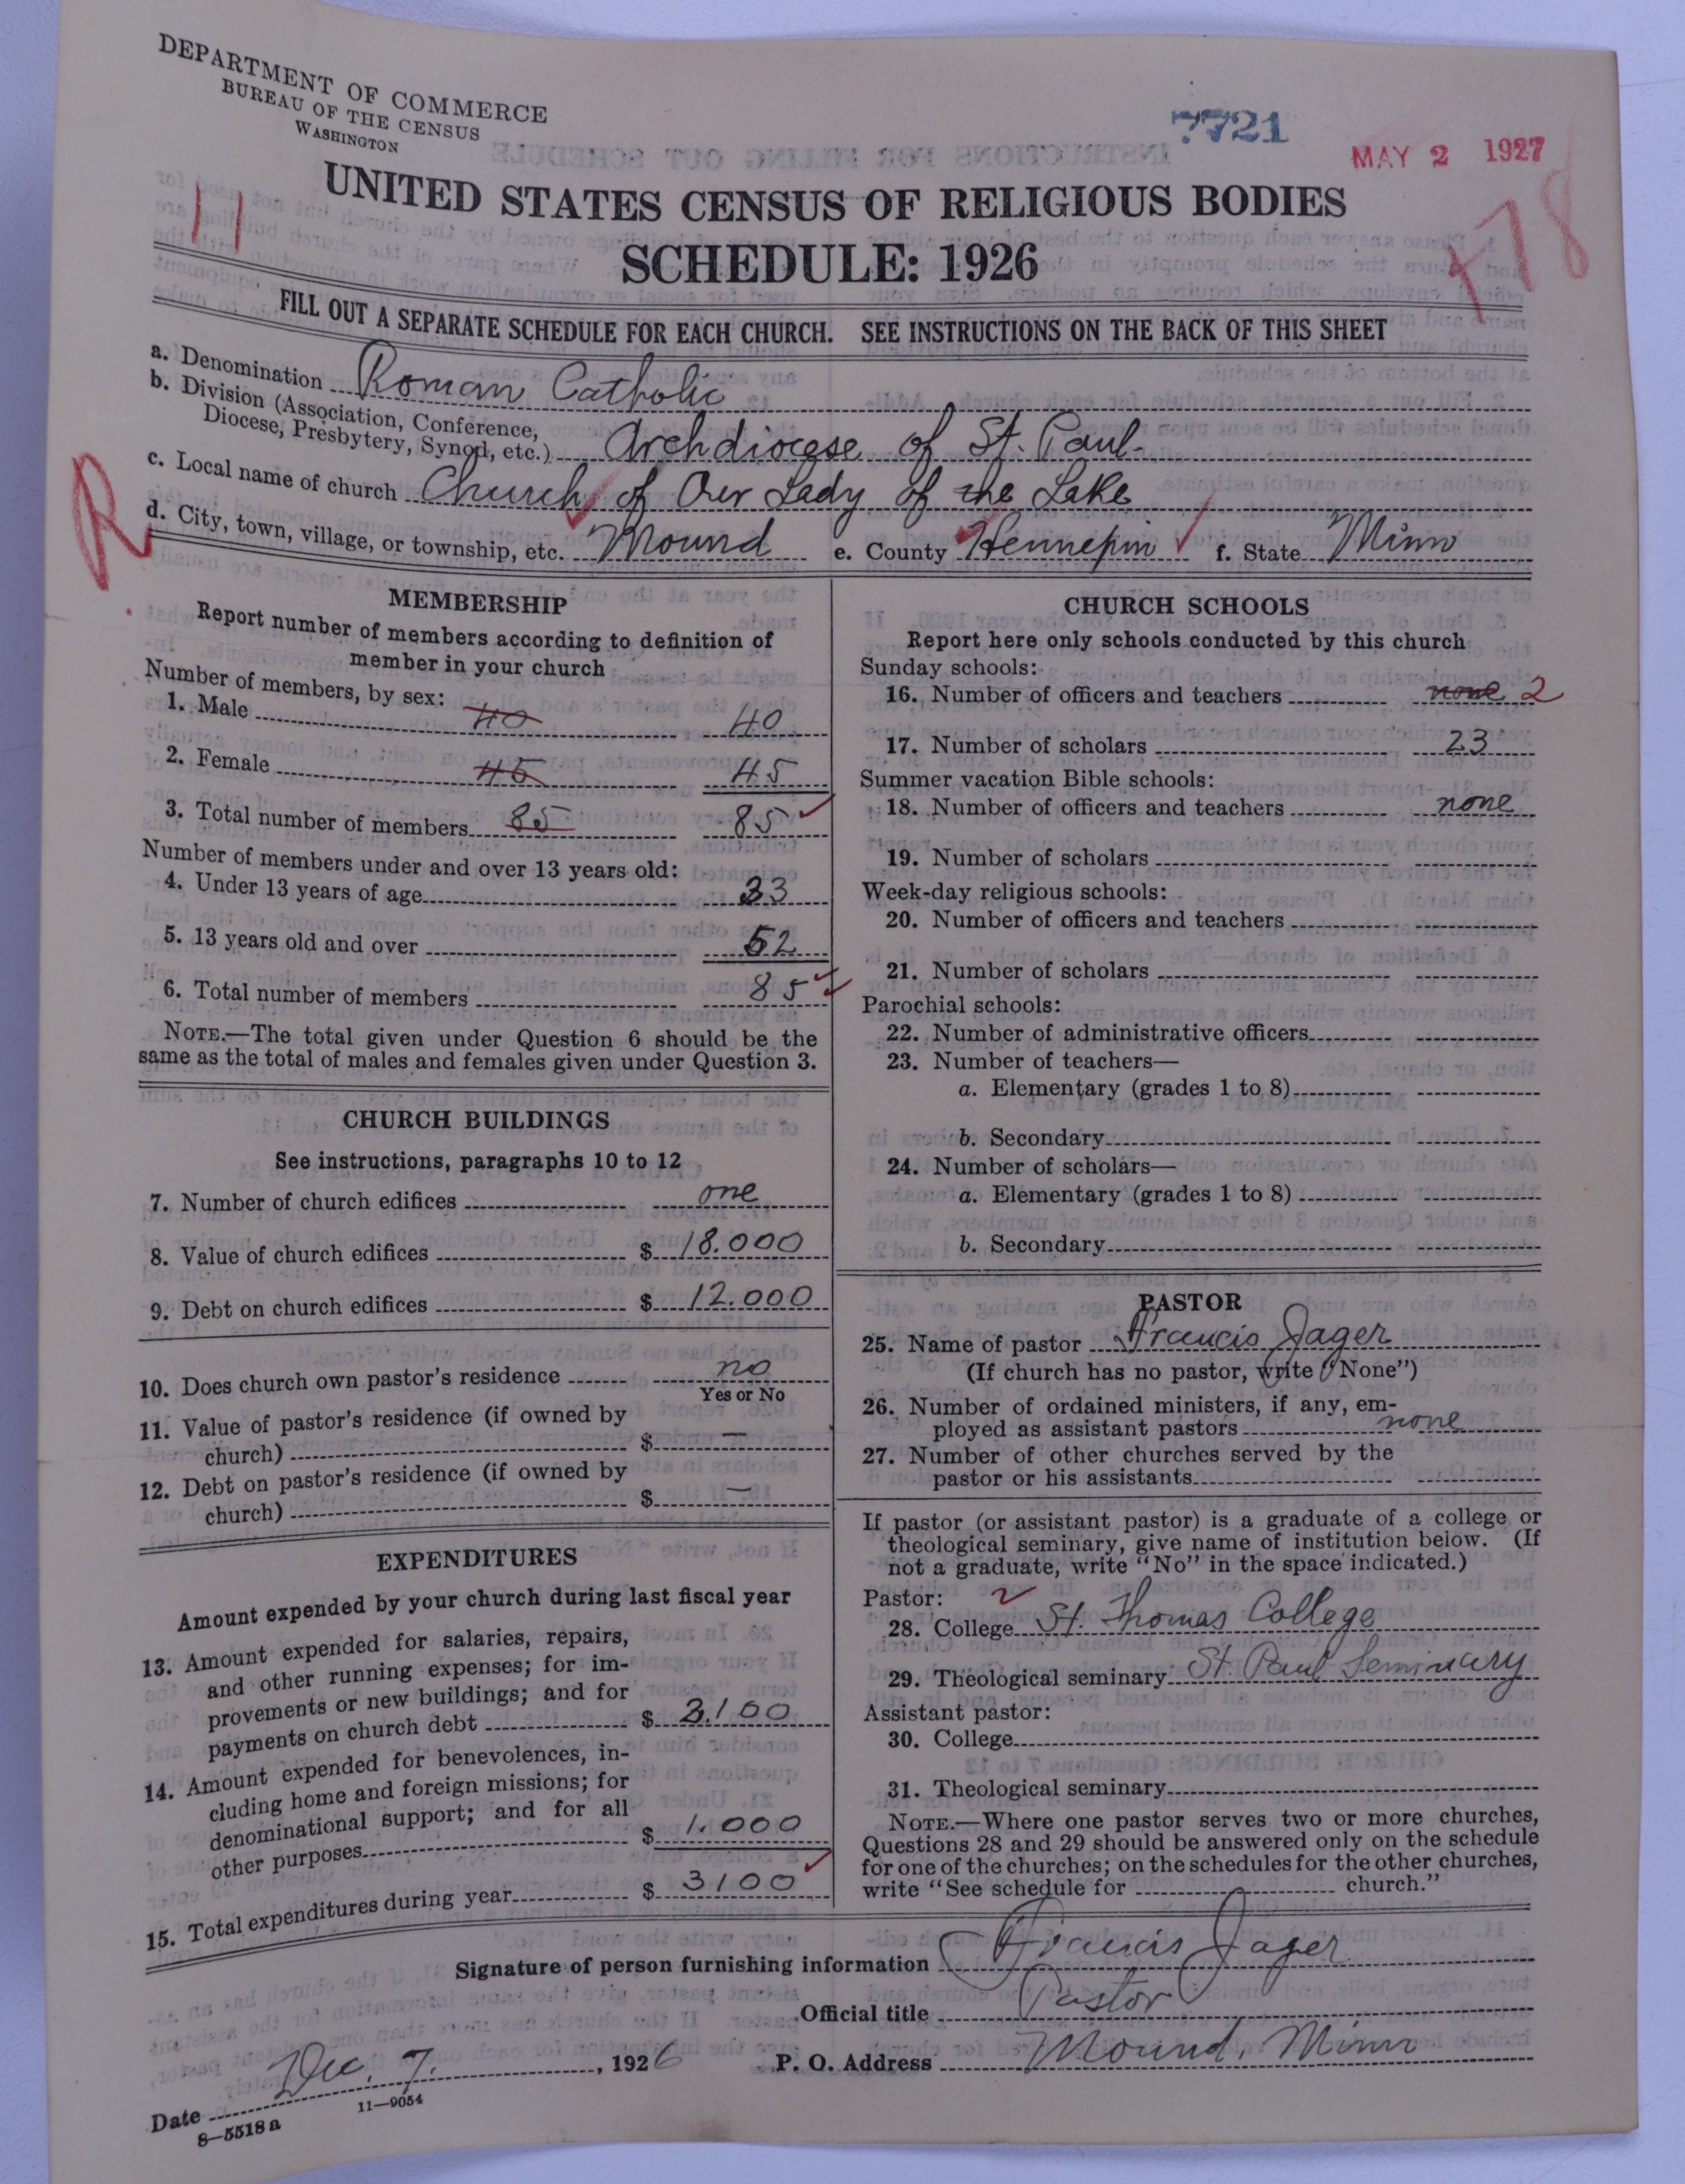 DEPARTMENT OF COMMERCE
BUREAU OF THE CENSUS
WASHINGTON
7721
MAY 2 1927
11
178
UNITED STATES CENSUS OF RELIGIOUS BODIES
SCHEDULE: 1926
FILL OUT A SEPARATE SCHEDULE FOR EACH CHURCH. SEE INSTRUCTIONS ON THE BACK OF THIS SHEET
a. Denomination Roman Catholic
b. Division (Association, Conference,
Diocese, Presbytery, Synod, etc.) Archdiocese of St. Paul.
c. Local name of church Church of Our Lady of the Lake
R
d. City, town, village, or township, etc. Mound e. County Hennepin f. State Minn
MEMBERSHIP
Report number of members according to definition of
member in your church
Number of members, by sex:
1. Male 40 40
2. Female 45 45
3. Total number of members 85 85
Number of members under and over 13 years old:
4. Under 13 years of age 33
5. 13 years old and over 52
6. Total number of members 85
NOTE.—The total given under Question 6 should be the
same as the total of males and females given under Question 3.
CHURCH BUILDINGS
See instructions, paragraphs 10 to 12
7. Number of church edifices one
8. Value of church edifices $ 18.000
9. Debt on church edifices $ 12.000
10. Does church own pastor's residence no
Yes or No
11. Value of pastor's residence (if owned by
church) $ —
12. Debt on pastor's residence (if owned by
church) $ —
EXPENDITURES
Amount expended by your church during last fiscal year
13. Amount expended for salaries, repairs,
and other running expenses; for im-
provements or new buildings; and for
payments on church debt $ 2.100
14. Amount expended for benevolences, in-
cluding home and foreign missions; for
denominational support; and for all
other purposes $ 1.000
15. Total expenditures during year $ 3100
CHURCH SCHOOLS
Report here only schools conducted by this church
Sunday schools:
16. Number of officers and teachers none 2
17. Number of scholars 23
Summer vacation Bible schools:
18. Number of officers and teachers none
19. Number of scholars
Week-day religious schools:
20. Number of officers and teachers
21. Number of scholars
Parochial schools:
22. Number of administrative officers
23. Number of teachers—
a. Elementary (grades 1 to 8)
b. Secondary
24. Number of scholars—
a. Elementary (grades 1 to 8)
b. Secondary
PASTOR
25. Name of pastor Francis Jager
(If church has no pastor, write "None")
26. Number of ordained ministers, if any, em-
ployed as assistant pastors none
27. Number of other churches served by the
pastor or his assistants
If pastor (or assistant pastor) is a graduate of a college or
theological seminary, give name of institution below. (If
not a graduate, write "No" in the space indicated.)
Pastor:
28. College St. Thomas College
29. Theological seminary St. Paul Seminary
Assistant pastor:
30. College
31. Theological seminary
NOTE.—Where one pastor serves two or more churches,
Questions 28 and 29 should be answered only on the schedule
for one of the churches; on the schedules for the other churches,
write "See schedule for church."
Signature of person furnishing information Francis Jager
Official title Pastor
Date Dec. 7. , 1926 P. O. Address Mound, Minn
8—5518a 11—9054